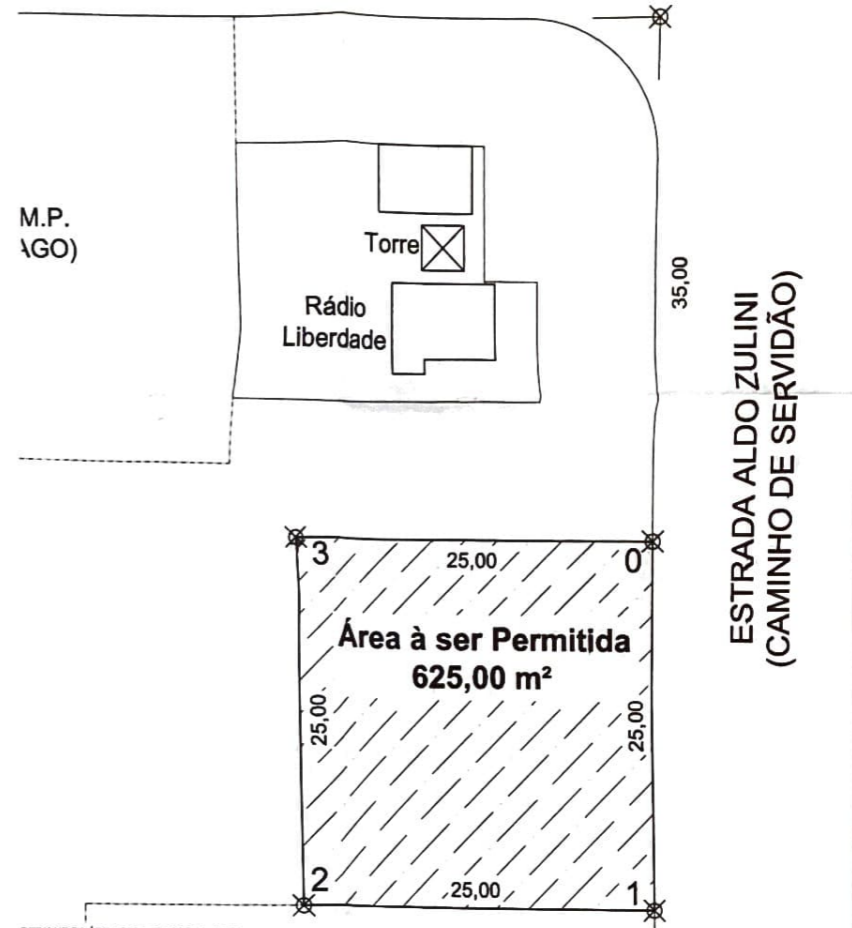 M.P.
AGO)
Torre
Rádio
Liberdade
35,00
ESTRADA ALDO ZULINI
(CAMINHO DE SERVIDÃO)
3
25,00
0
Área à ser Permitida
625,00 m²
25,00
25,00
2
25,00
1